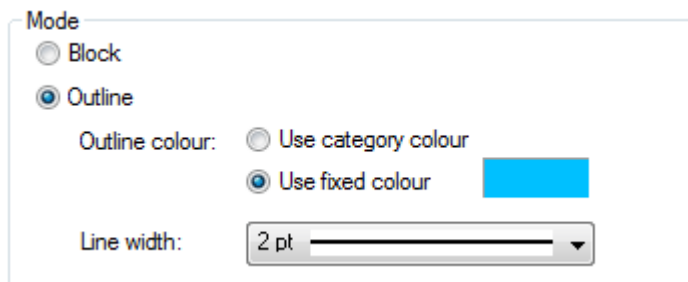 Mode
Block
Outline
Outline colour: Use category colour
Use fixed colour
Line width: 2 pt